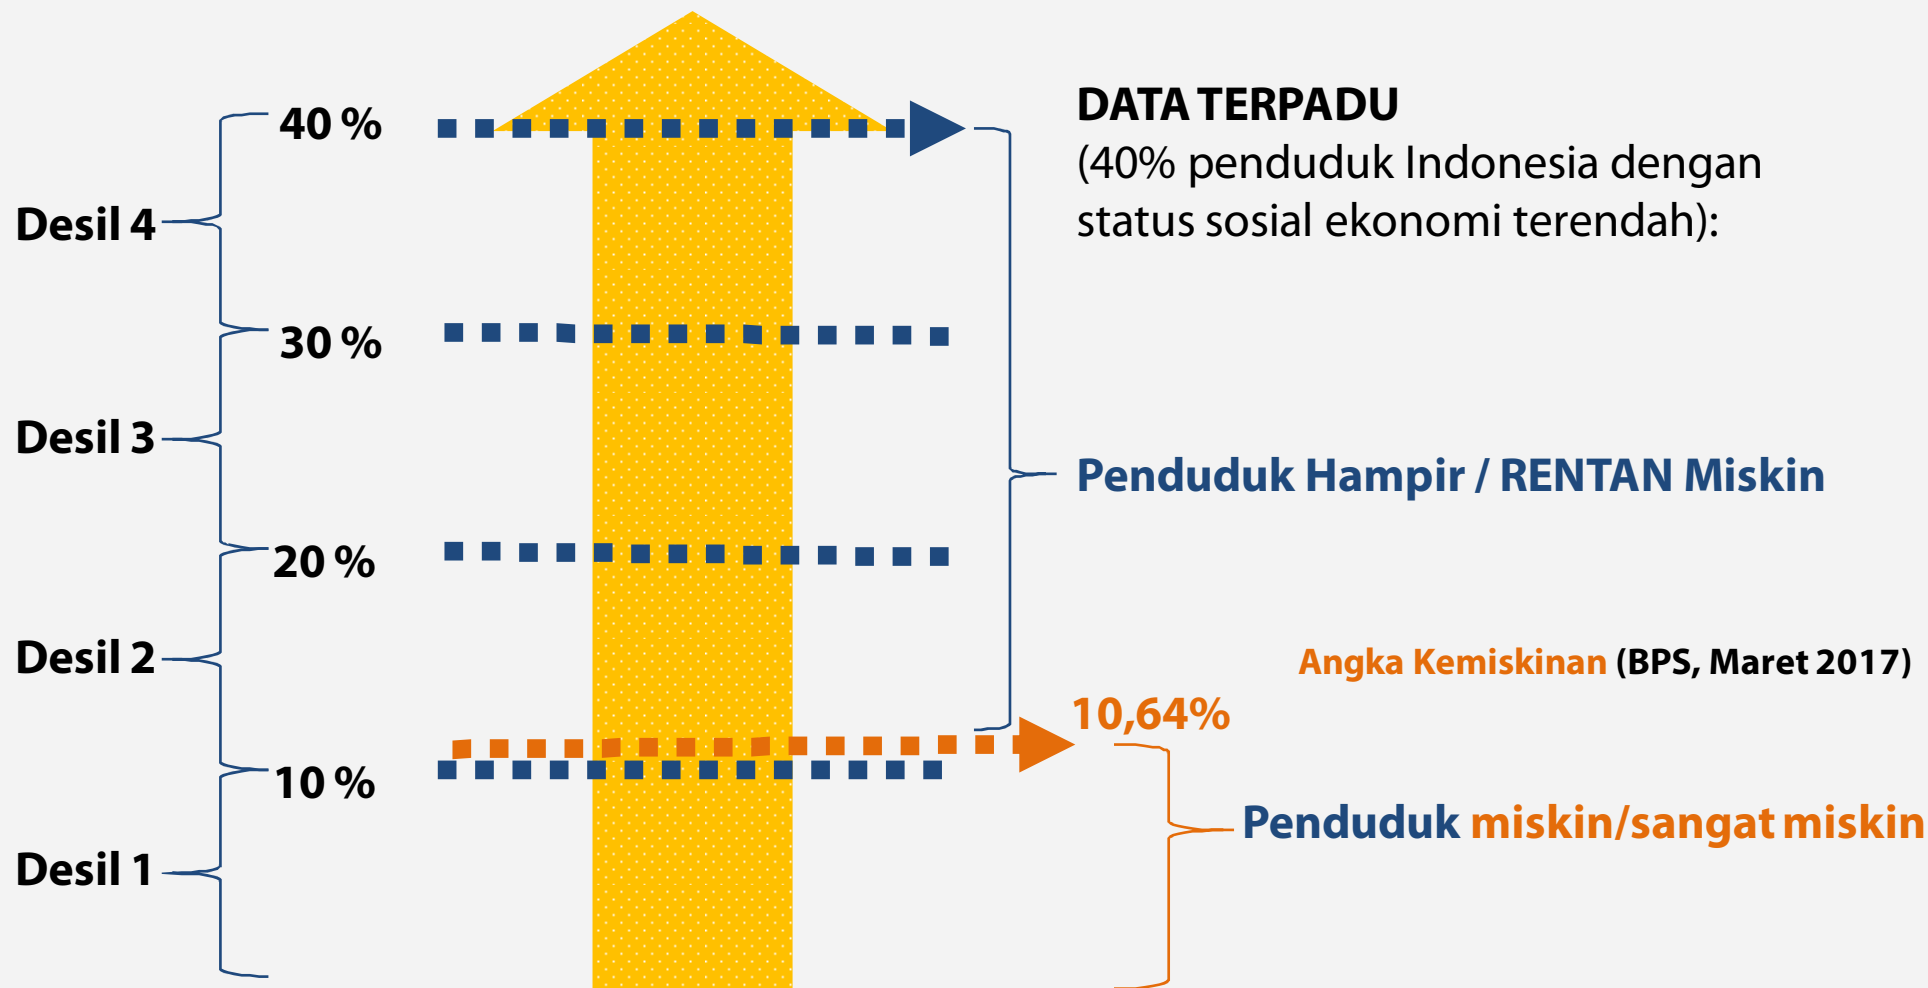 DATA TERPADU
(40% penduduk Indonesia dengan
status sosial ekonomi terendah):
40 %
Desil 4
30 %
Desil 3
Penduduk Hampir / RENTAN Miskin
20 %
Desil 2
Angka Kemiskinan (BPS, Maret 2017)
10,64%
10 %
Penduduk miskin/sangat miskin
Desil 1